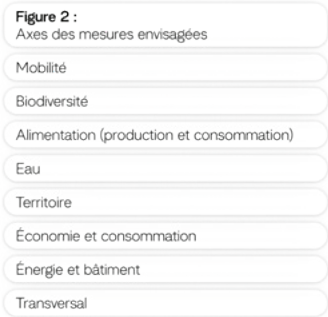 Figure 2 :
Axes des mesures envisagées
Mobilité
Biodiversité
Alimentation (production et consommation)
Eau
Territoire
Économie et consommation
Énergie et bâtiment
Transversal